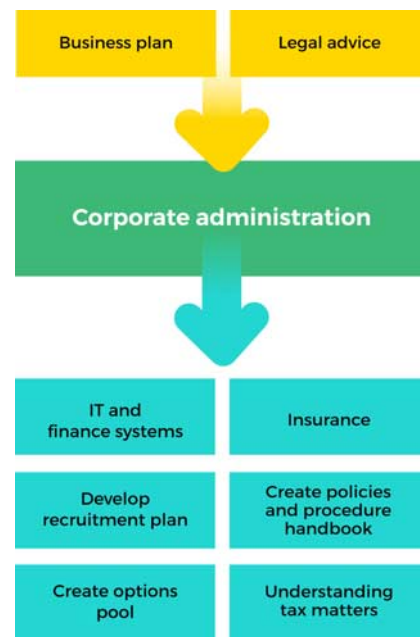 Business plan
Legal advice
Corporate administration
IT and
finance systems
Insurance
Develop
recruitment plan
Create policies
and procedure
handbook
Create options
pool
Understanding
tax matters